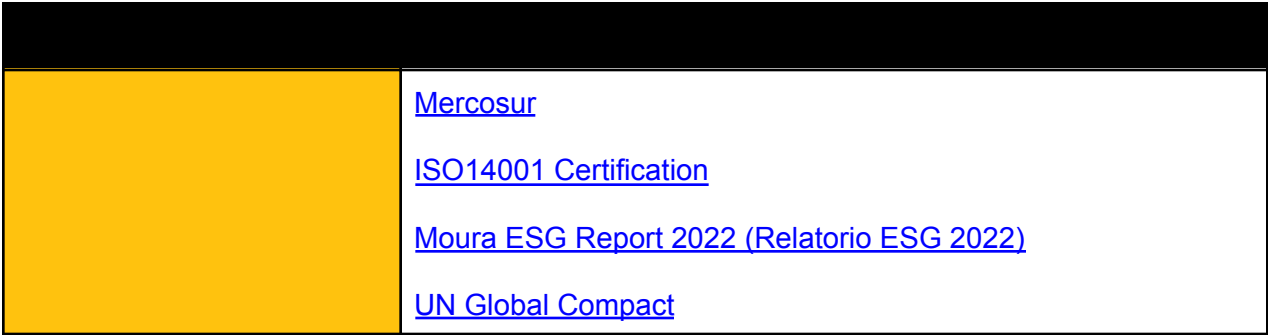 Mercosur
ISO14001 Certification
Moura ESG Report 2022 (Relatorio ESG 2022)
UN Global Compact